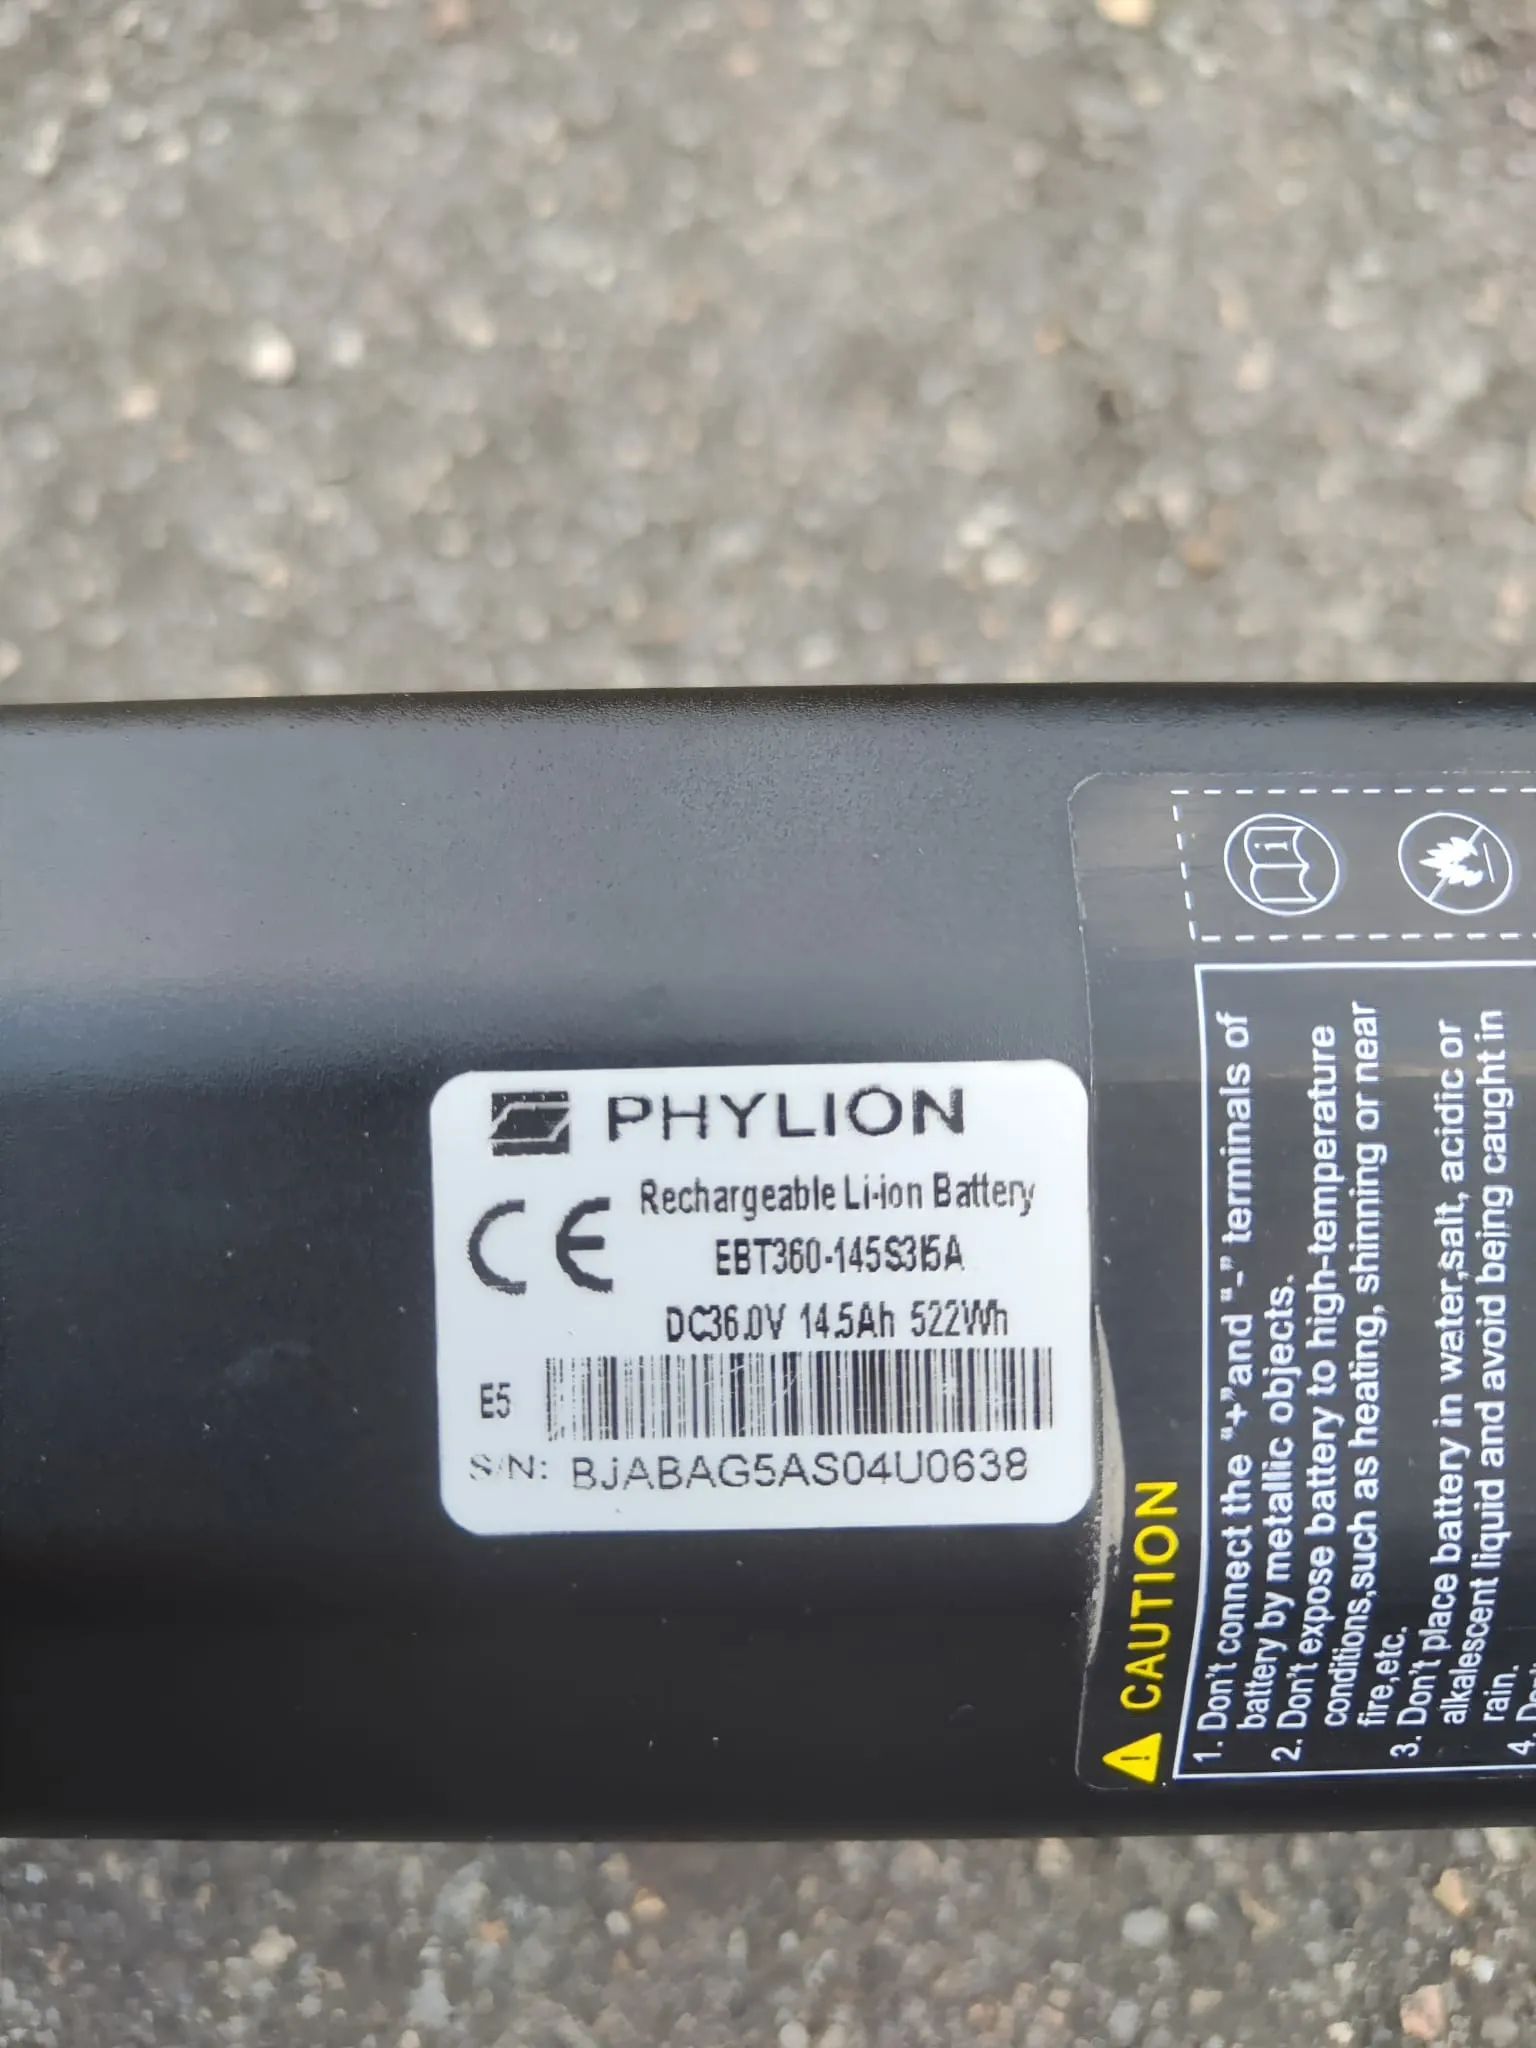 PHYLION
Rechargeable Li-ion Battery
EBT360-145S3I5A
DC36.0V 14.5Ah 522Wh
E5
S/N: BJABAG5AS04U0638
CAUTION
1. Don't connect the "+"and "-" terminals of
battery by metallic objects.
2. Don't expose battery to high-temperature
conditions,such as heating, shinning or near
fire,etc.
3. Don't place battery in water,salt, acidic or
alkalescent liquid and avoid being caught in
rain.
4.